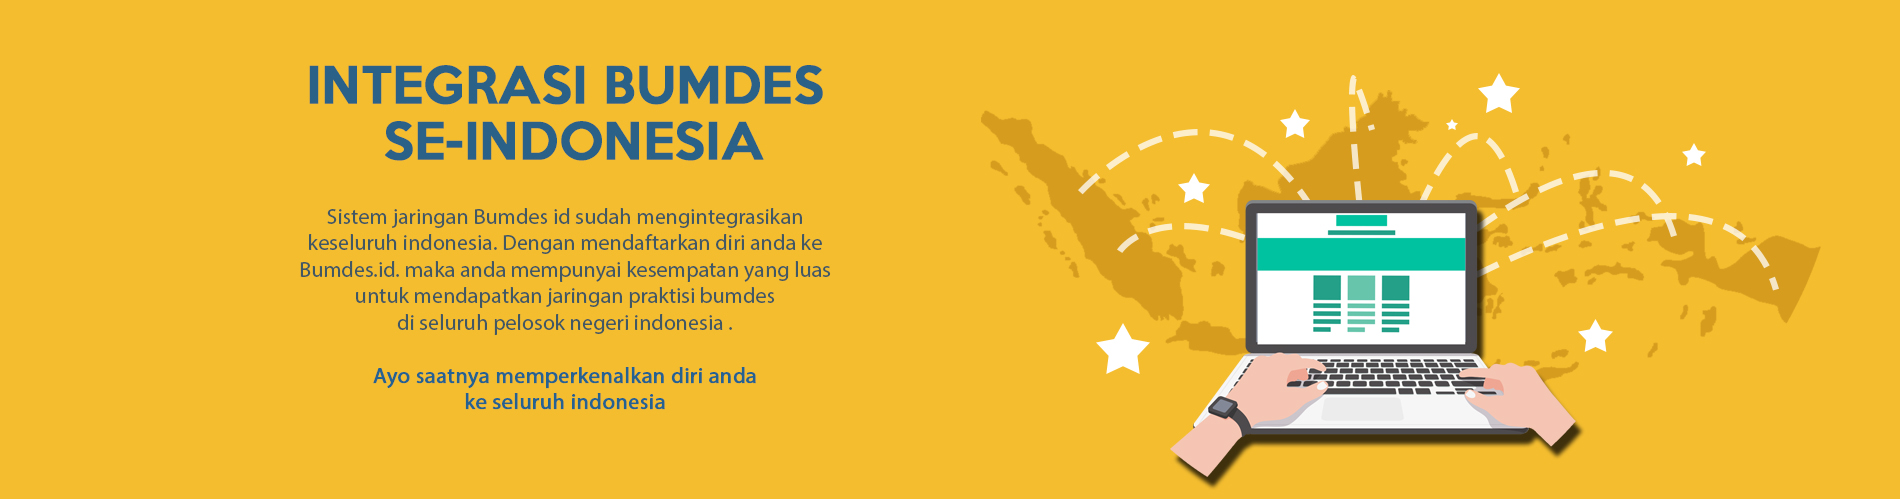 INTEGRASI BUMDES
SE-INDONESIA
Sistem jaringan Bumdes id sudah mengintegrasikan
keseluruh indonesia. Dengan mendaftarkan diri anda ke
Bumdes.id. maka anda mempunyai kesempatan yang luas
untuk mendapatkan jaringan praktisi bumdes
di seluruh pelosok negeri indonesia .
Ayo saatnya memperkenalkan diri anda
ke seluruh indonesia